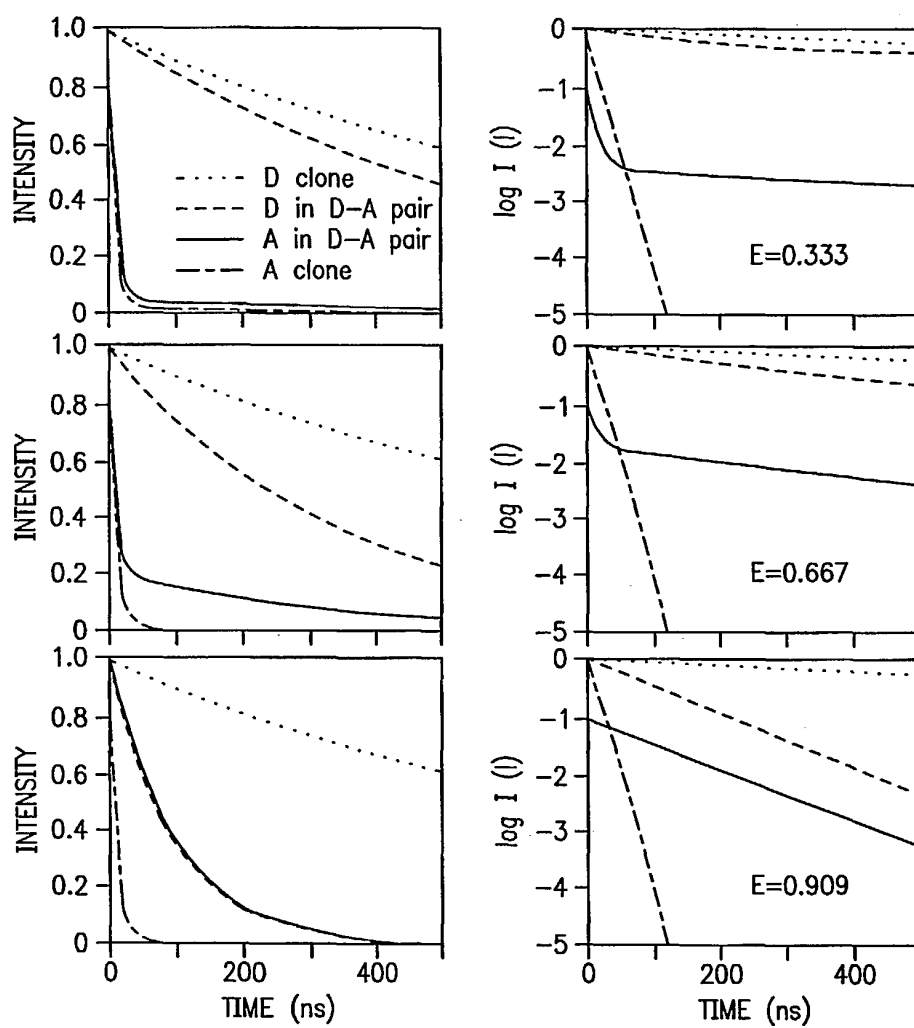 1.0
0.8
0.6
0.4
0.2
0
INTENSITY
D clone
D in D-A pair
A in D-A pair
A clone
0
-1
-2
-3
-4
-5
log I (I)
E=0.333
1.0
0.8
0.6
0.4
0.2
0
INTENSITY
0
-1
-2
-3
-4
-5
log I (I)
E=0.667
1.0
0.8
0.6
0.4
0.2
0
INTENSITY
0 200 400
TIME (ns)
0
-1
-2
-3
-4
-5
log I (I)
E=0.909
0 200 400
TIME (ns)